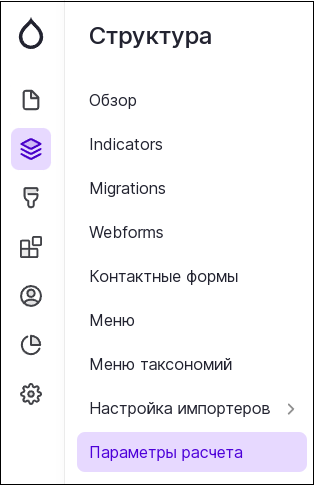 Структура
Обзор
Indicators
Migrations
Webforms
Контактные формы
Меню
Меню таксономий
Настройка импортеров
Параметры расчета